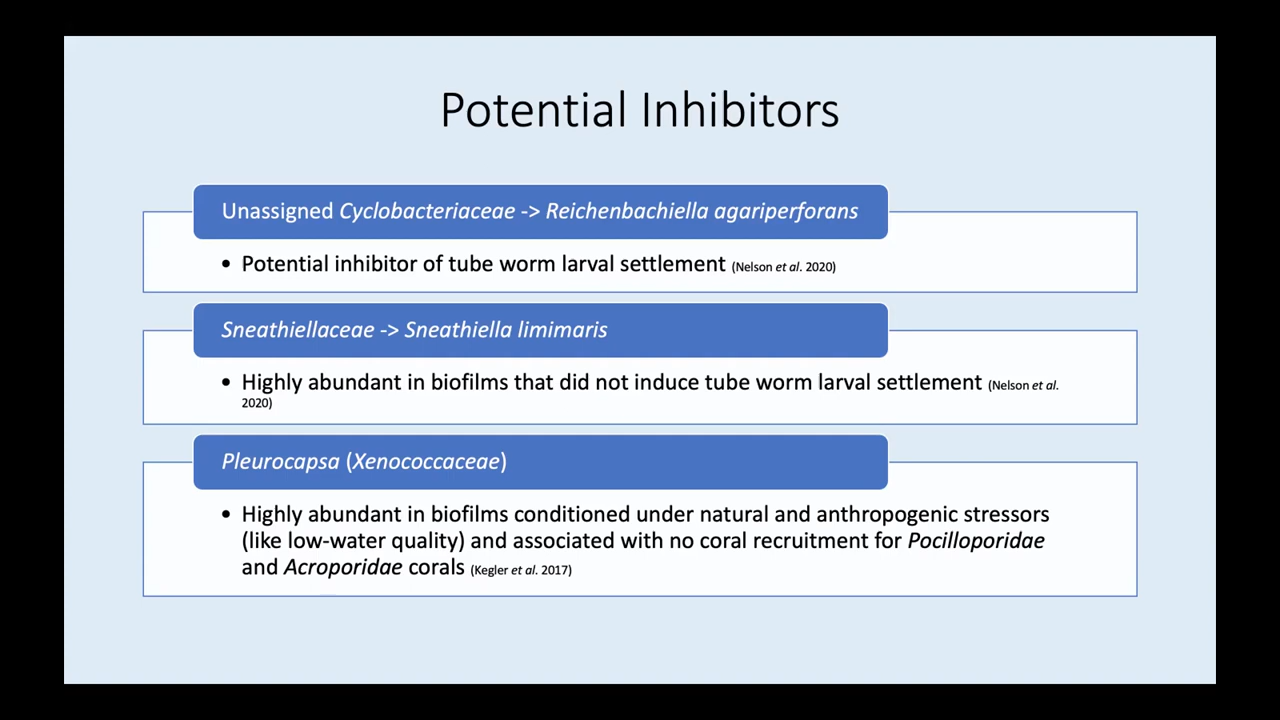 Potential Inhibitors
Unassigned Cyclobacteriaceae -> Reichenbachiella agariperforans
• Potential inhibitor of tube worm larval settlement (Nelson et al. 2020)
Sneathiellaceae -> Sneathiella limimaris
• Highly abundant in biofilms that did not induce tube worm larval settlement (Nelson et al.
2020)
Pleurocapsa (Xenococcaceae)
• Highly abundant in biofilms conditioned under natural and anthropogenic stressors
(like low-water quality) and associated with no coral recruitment for Pocilloporidae
and Acroporidae corals (Kegler et al. 2017)